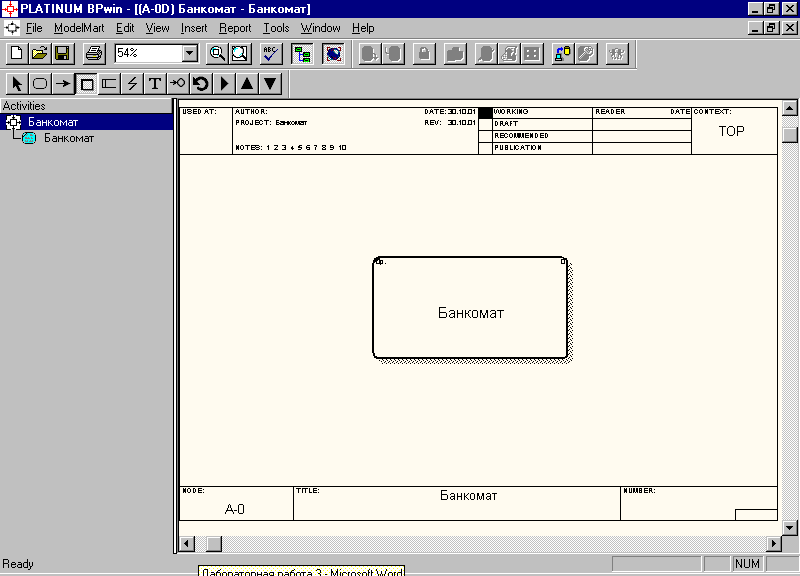 PLATINUM BPwin - [(A-0D) Банкомат - Банкомат]
File ModelMart Edit View Insert Report Tools Window Help
54%
ABC
T
Activities
Банкомат
Банкомат
USED AT: AUTHOR: DATE: 30.10.01 WORKING READER DATE CONTEXT:
PROJECT: Банкомат REV: 30.10.01 DRAFT
TOP
RECOMMENDED
NOTES: 1 2 3 4 5 6 7 8 9 10 PUBLICATION
0р. 0
Банкомат
NODE: TITLE: NUMBER:
Банкомат
A-0
Ready NUM
Лабораторная работа 3 - Microsoft Word